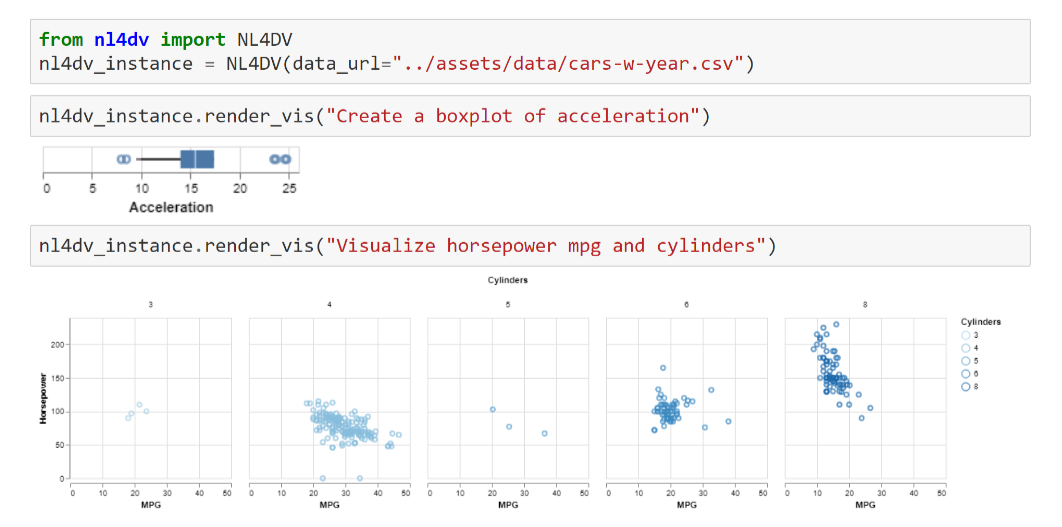 from nl4dv import NL4DV
nl4dv_instance = NL4DV(data_url="../assets/data/cars-w-year.csv")
nl4dv_instance.render_vis("Create a boxplot of acceleration")
0 5 10 15 20 25
Acceleration
nl4dv_instance.render_vis("Visualize horsepower mpg and cylinders")
Cylinders
3 4 5 6 8
Horsepower
200
150
100
50
0
0 10 20 30 40 50 0 10 20 30 40 50 0 10 20 30 40 50 0 10 20 30 40 50 0 10 20 30 40 50
MPG MPG MPG MPG MPG
Cylinders
3
4
5
6
8